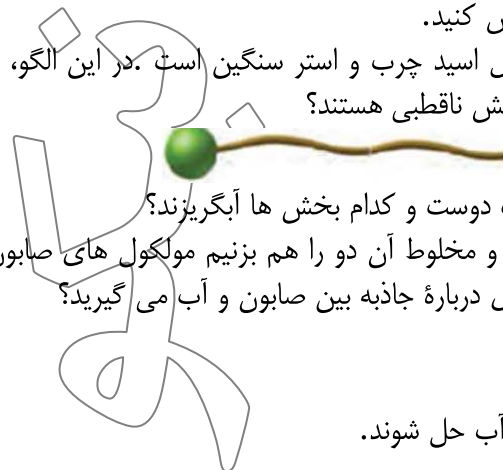 کنید.
اسید چرب و استر سنگین است .در این الگو،
ناقطبی هستند؟
دوست و کدام بخش ها آبگریزند؟
و مخلوط آن دو را هم بزنیم مولکول های صابون
دربارهٔ جاذبه بین صابون و آب می گیرید؟
آب حل شوند.